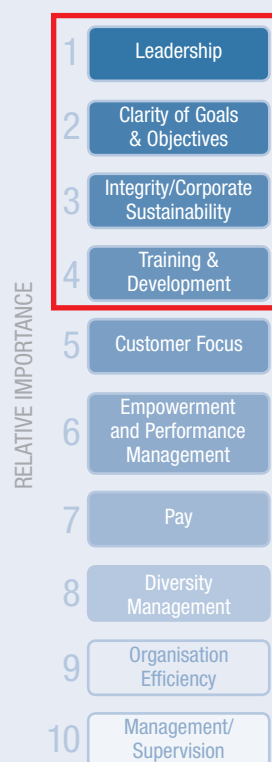 RELATIVE IMPORTANCE
1
Leadership
2
Clarity of Goals
& Objectives
3
Integrity/Corporate
Sustainability
4
Training &
Development
5
Customer Focus
6
Empowerment
and Performance
Management
7
Pay
8
Diversity
Management
9
Organisation
Efficiency
10
Management/
Supervision